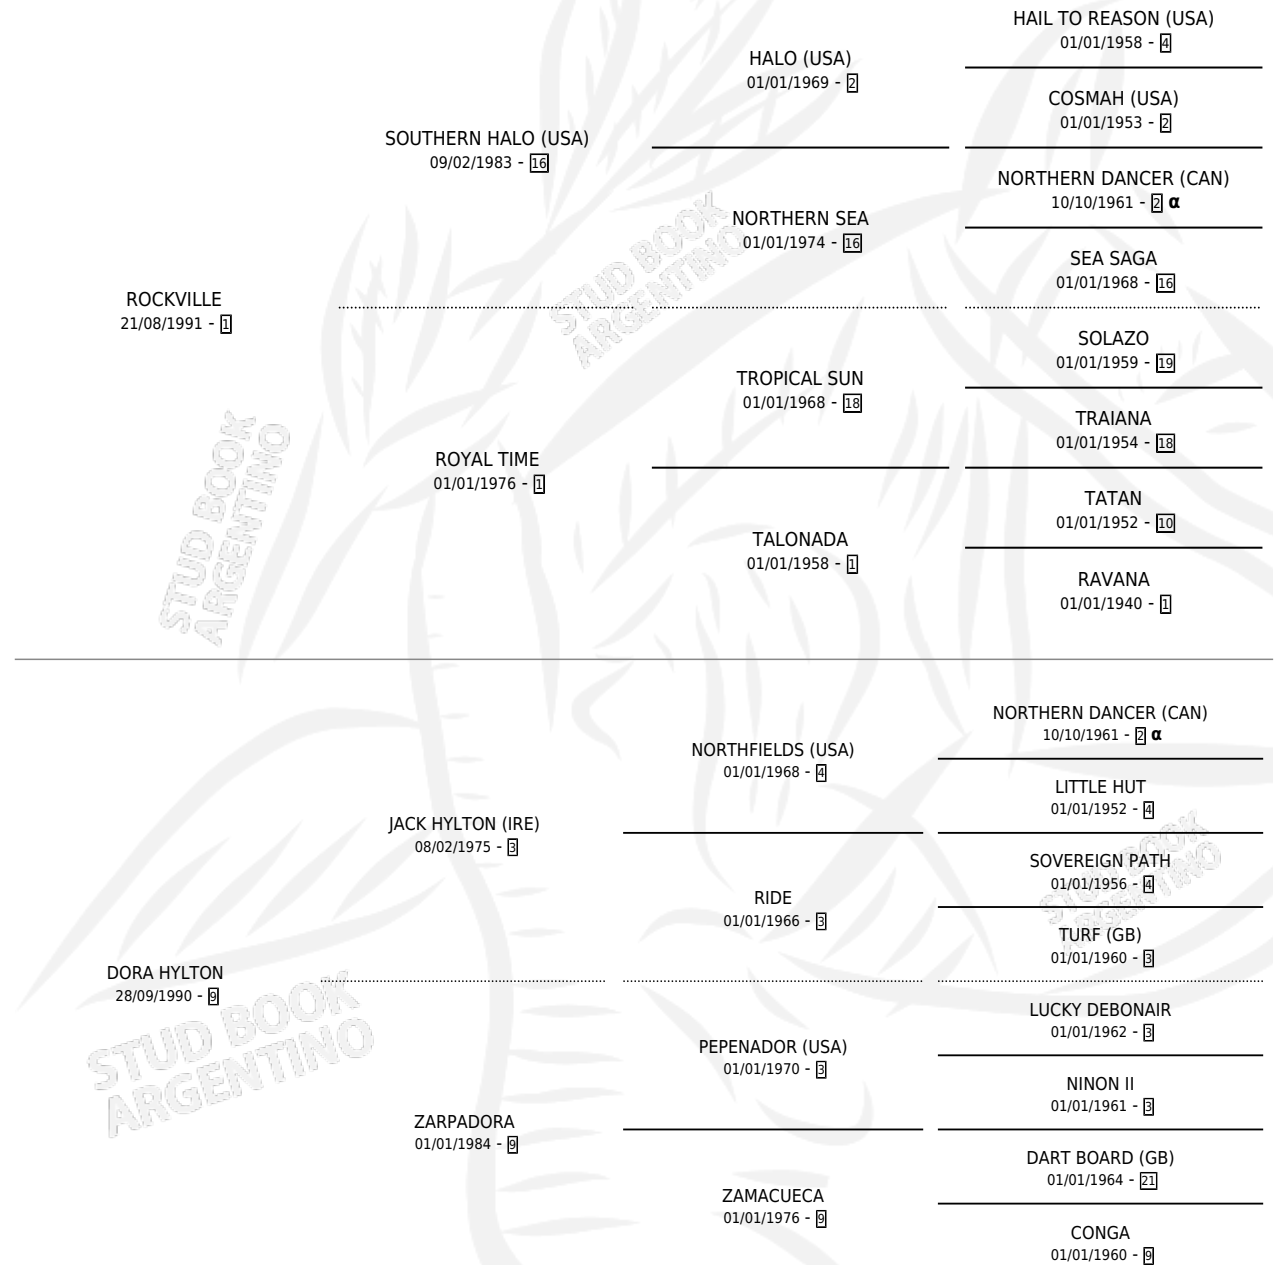 HAIL TO REASON (USA)
01/01/1958 - 4
HALO (USA)
01/01/1969 - 2
COSMAH (USA)
01/01/1953 - 2
SOUTHERN HALO (USA)
09/02/1983 - 16
NORTHERN DANCER (CAN)
10/10/1961 - 2 α
NORTHERN SEA
01/01/1974 - 16
SEA SAGA
01/01/1968 - 16
STUD BOOK
ARGENTINO
ROCKVILLE
21/08/1991 - 1
SOLAZO
01/01/1959 - 19
TROPICAL SUN
01/01/1968 - 18
TRAIANA
01/01/1954 - 18
ROYAL TIME
01/01/1976 - 1
TATAN
01/01/1952 - 10
TALONADA
01/01/1958 - 1
RAVANA
01/01/1940 - 1
STUD BOOK
ARGENTINO
NORTHERN DANCER (CAN)
10/10/1961 - 2 α
NORTHFIELDS (USA)
01/01/1968 - 4
LITTLE HUT
01/01/1952 - 4
JACK HYLTON (IRE)
08/02/1975 - 3
SOVEREIGN PATH
01/01/1956 - 4
RIDE
01/01/1966 - 3
TURF (GB)
01/01/1960 - 3
STUD BOOK
ARGENTINO
DORA HYLTON
28/09/1990 - 9
LUCKY DEBONAIR
01/01/1962 - 3
PEPENADOR (USA)
01/01/1970 - 3
NINON II
01/01/1961 - 3
ZARPADORA
01/01/1984 - 9
DART BOARD (GB)
01/01/1964 - 21
ZAMACUECA
01/01/1976 - 9
CONGA
01/01/1960 - 9
STUD BOOK
ARGENTINO